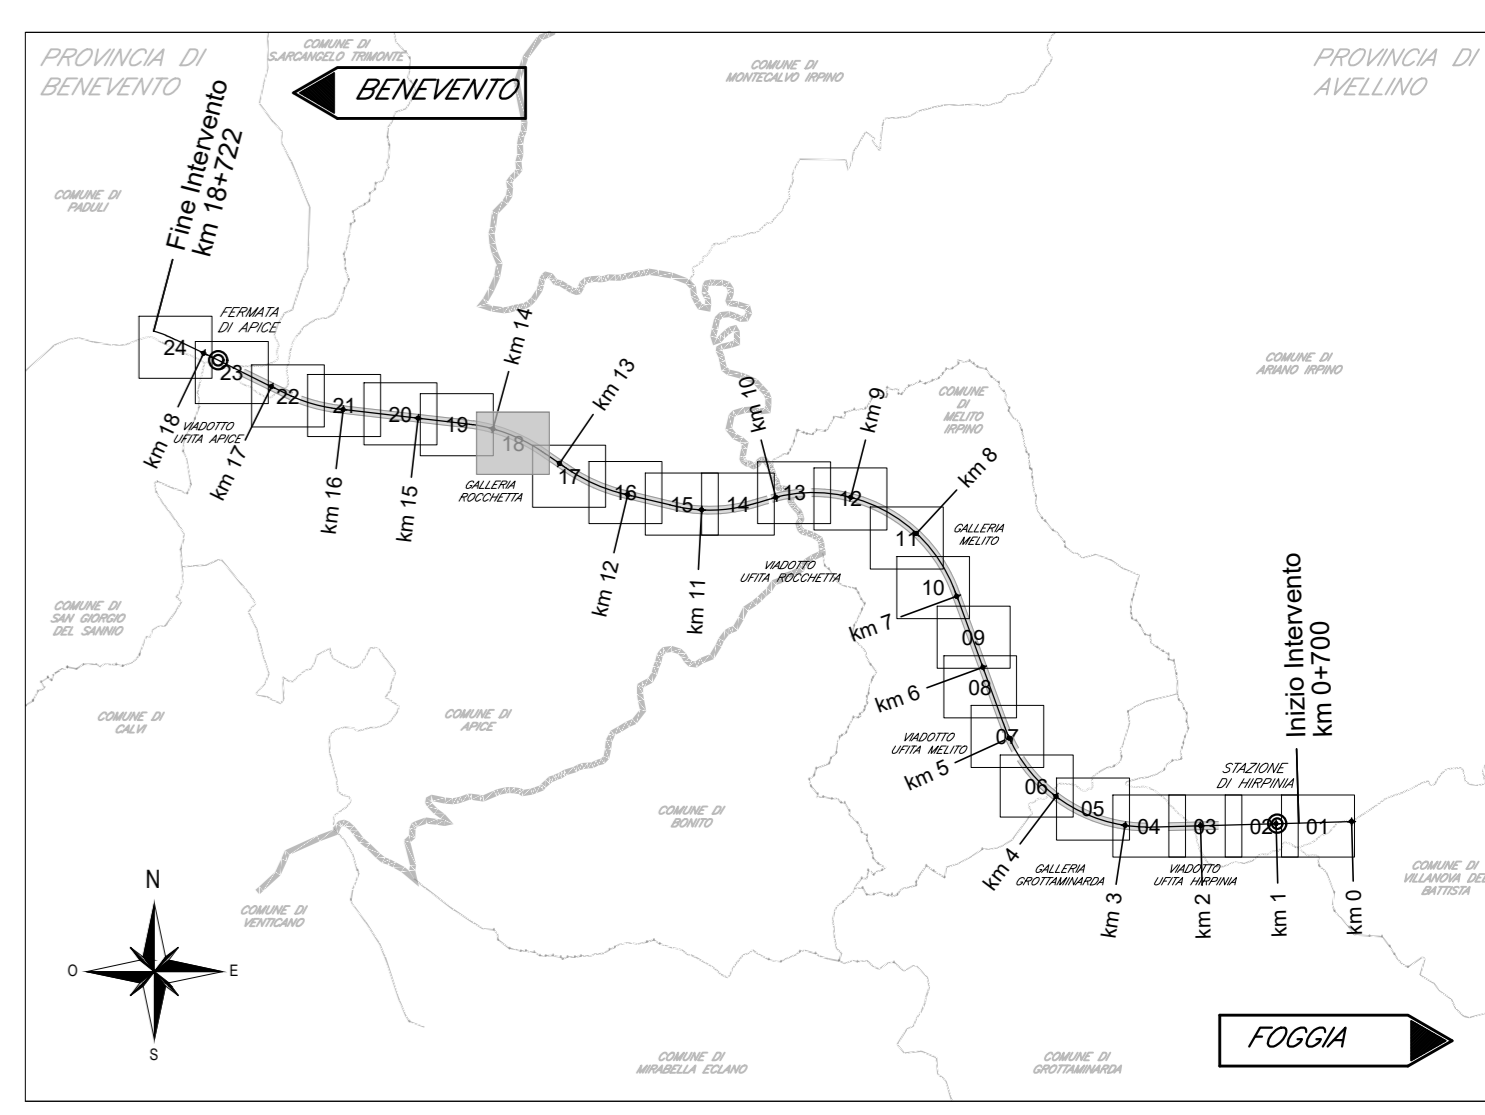 PROVINCIA DI
BENEVENTO
COMUNE DI
S.ARCANGELO TRIMONTE
BENEVENTO
COMUNE DI
MONTECALVO IRPINO
PROVINCIA DI
AVELLINO
Fine Intervento
km 18+722
COMUNE DI
PADULI
FERMATA
DI APICE
24
23
22
21
20
19
18
17
16
15
14
13
12
11
10
09
08
07
06
05
04
03
02
01
km 18
km 17
km 16
km 15
km 14
km 13
km 12
km 11
km 10
km 9
km 8
km 7
km 6
km 5
km 4
km 3
km 2
km 1
km 0
VIADOTTO
UFITA APICE
GALLERIA
ROCCHETTA
COMUNE
DI
MELITO
IRPINO
COMUNE DI
ARIANO IRPINO
GALLERIA
MELITO
VIADOTTO
UFITA ROCCHETTA
COMUNE DI
SAN GIORGIO
DEL SANNIO
COMUNE DI
CALVI
COMUNE DI
APICE
VIADOTTO
UFITA MELITO
Inizio Intervento
km 0+700
STAZIONE
DI HIRPINIA
COMUNE DI
BONITO
GALLERIA
GROTTAMINARDA
VIADOTTO
UFITA HIRPINIA
COMUNE DI
VILLANOVA DEL
BATTISTA
COMUNE DI
VENTICANO
N
O
E
S
COMUNE DI
MIRABELLA ECLANO
COMUNE DI
GROTTAMINARDA
FOGGIA